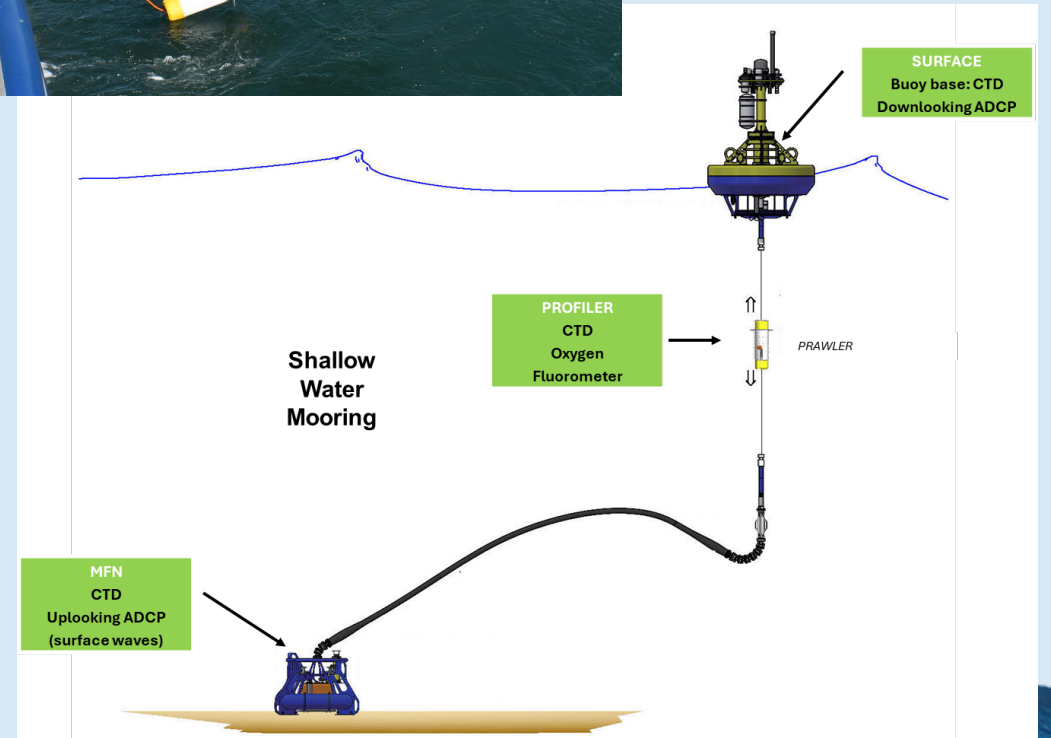 SURFACE
Buoy base: CTD
Downlooking ADCP
PROFILER
CTD
Oxygen
Fluorometer
PRAWLER
Shallow
Water
Mooring
MFN
CTD
Uplooking ADCP
(surface waves)